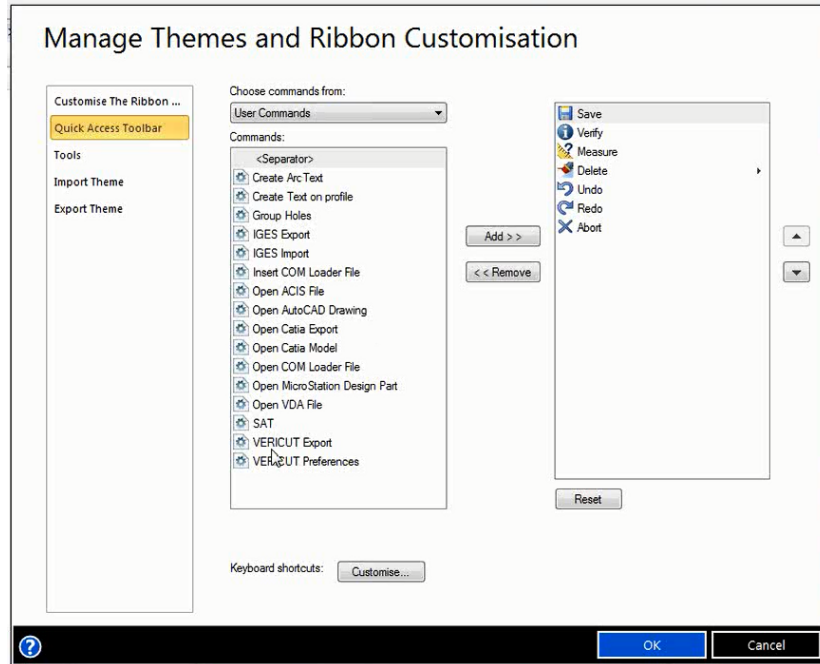 Manage Themes and Ribbon Customisation
Customise The Ribbon ...
Quick Access Toolbar
Tools
Import Theme
Export Theme
Choose commands from:
User Commands
Commands:
<Separator>
Create Arc Text
Create Text on profile
Group Holes
IGES Export
IGES Import
Insert COM Loader File
Open ACIS File
Open AutoCAD Drawing
Open Catia Export
Open Catia Model
Open COM Loader File
Open MicroStation Design Part
Open VDA File
SAT
VERICUT Export
VERICUT Preferences
Add >>
<< Remove
Save
Verify
Measure
Delete
Undo
Redo
Abort
Reset
Keyboard shortcuts:
Customise...
OK
Cancel